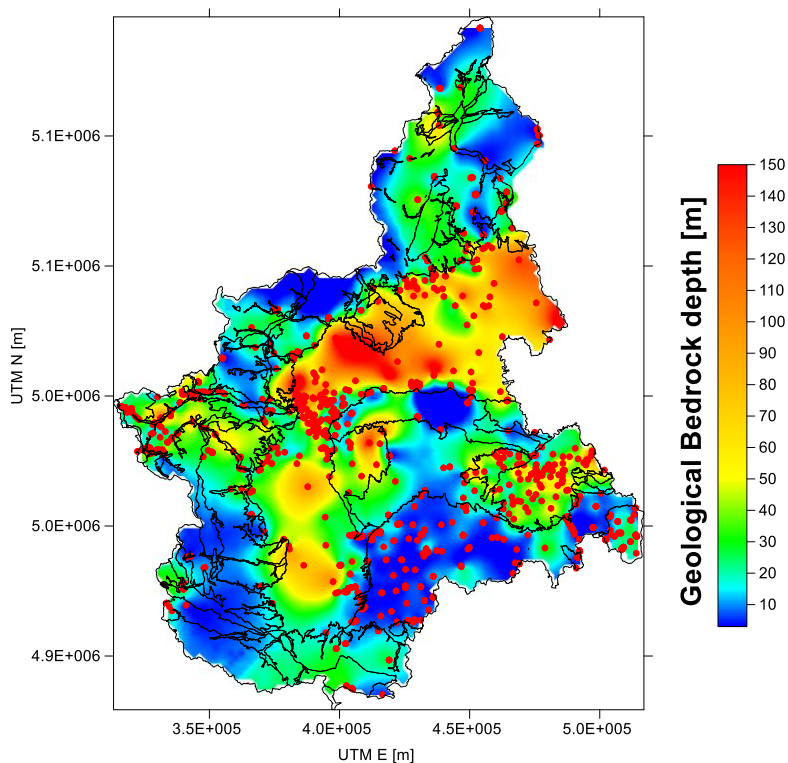 150
140
130
120
110
100
90
80
70
60
50
40
30
20
10
Geological Bedrock depth [m]
5.1E+006
5.1E+006
5.0E+006
5.0E+006
4.9E+006
UTM N [m]
3.5E+005
4.0E+005
4.5E+005
5.0E+005
UTM E [m]